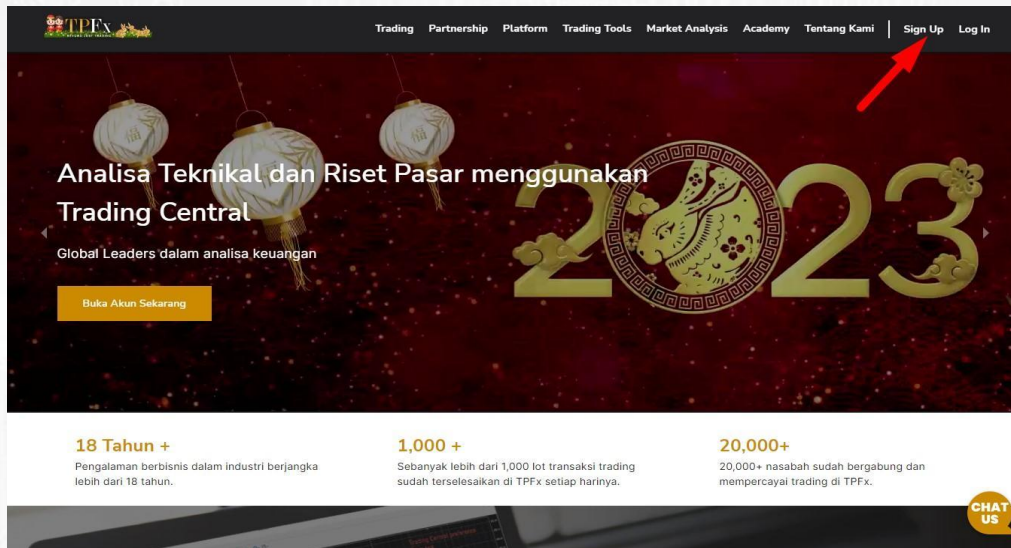 TPFx
Trading
Partnership
Platform
Trading Tools
Market Analysis
Academy
Tentang Kami
Sign Up
Log In
Analisa Teknikal dan Riset Pasar menggunakan
Trading Central
Global Leaders dalam analisa keuangan
Buka Akun Sekarang
2023
18 Tahun +
Pengalaman berbisnis dalam industri berjangka
lebih dari 18 tahun.
1,000 +
Sebanyak lebih dari 1,000 lot transaksi trading
sudah terselesaikan di TPFx setiap harinya.
20,000+
20,000+ nasabah sudah bergabung dan
mempercayai trading di TPFx.
CHAT
US